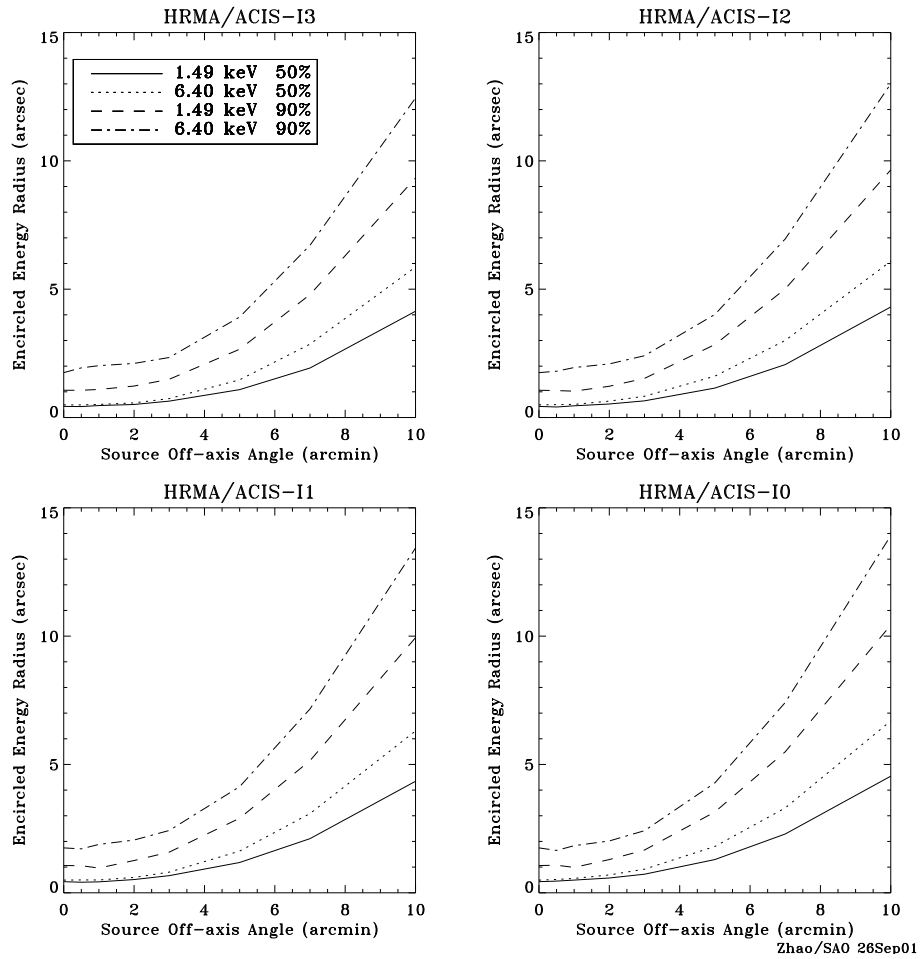 HRMA/ACIS-I3
15
10
5
0
Encircled Energy Radius (arcsec)
1.49 keV 50%
6.40 keV 50%
1.49 keV 90%
6.40 keV 90%
0 2 4 6 8 10
Source Off-axis Angle (arcmin)
HRMA/ACIS-I2
15
10
5
0
Encircled Energy Radius (arcsec)
0 2 4 6 8 10
Source Off-axis Angle (arcmin)
HRMA/ACIS-I1
15
10
5
0
Encircled Energy Radius (arcsec)
0 2 4 6 8 10
Source Off-axis Angle (arcmin)
HRMA/ACIS-I0
15
10
5
0
Encircled Energy Radius (arcsec)
0 2 4 6 8 10
Source Off-axis Angle (arcmin)
Zhao/SAO 26Sep01